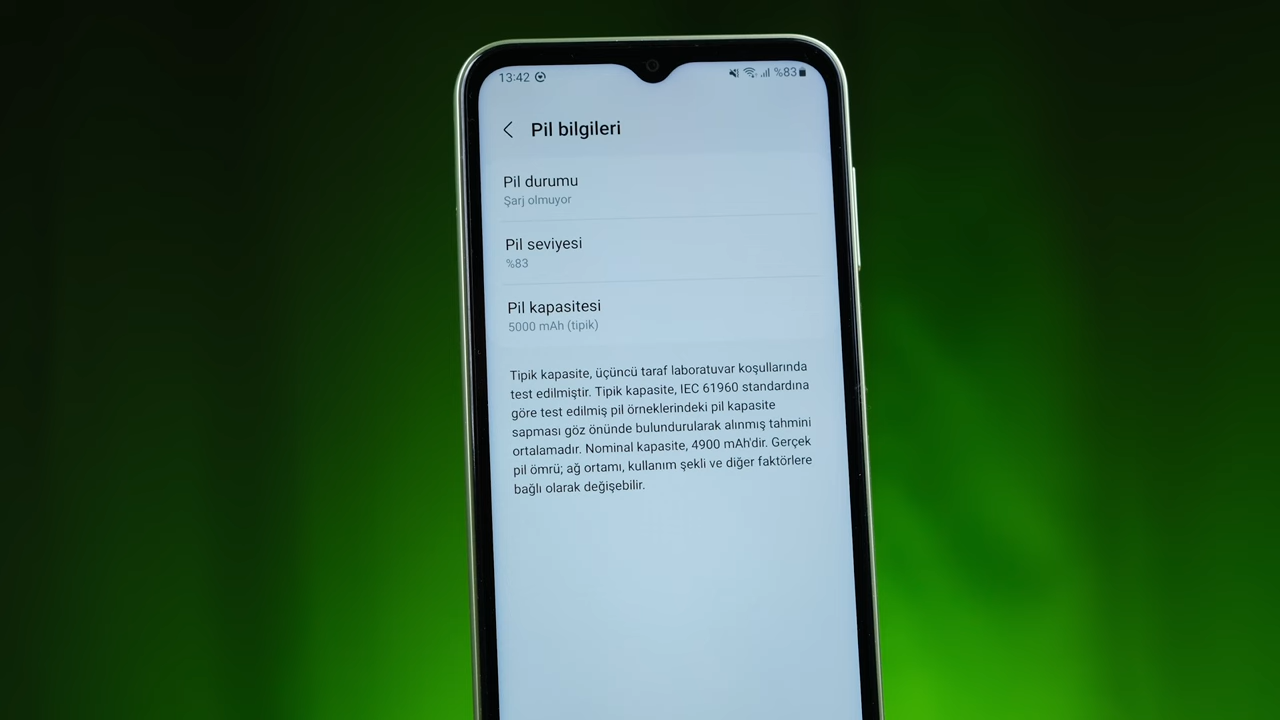 13:42 %83
Pil bilgileri
Pil durumu
Şarj olmuyor
Pil seviyesi
%83
Pil kapasitesi
5000 mAh (tipik)
Tipik kapasite, üçüncü taraf laboratuvar koşullarında
test edilmiştir. Tipik kapasite, IEC 61960 standardına
göre test edilmiş pil örneklerindeki pil kapasite
sapması göz önünde bulundurularak alınmış tahmini
ortalamadır. Nominal kapasite, 4900 mAh'dir. Gerçek
pil ömrü; ağ ortamı, kullanım şekli ve diğer faktörlere
bağlı olarak değişebilir.